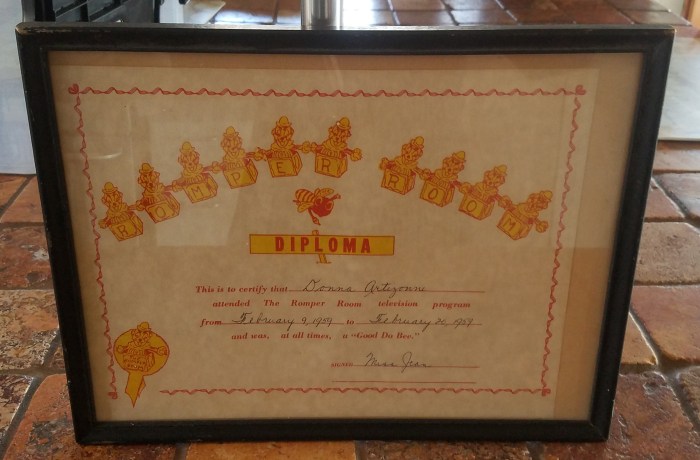 ROMPER ROOM
DIPLOMA
This is to certify that Donna
attended The Romper Room television program
from February 9, 1959 to February 20, 1959
and was, at all times, a "Good Do Bee."
SIGNED Miss Jean